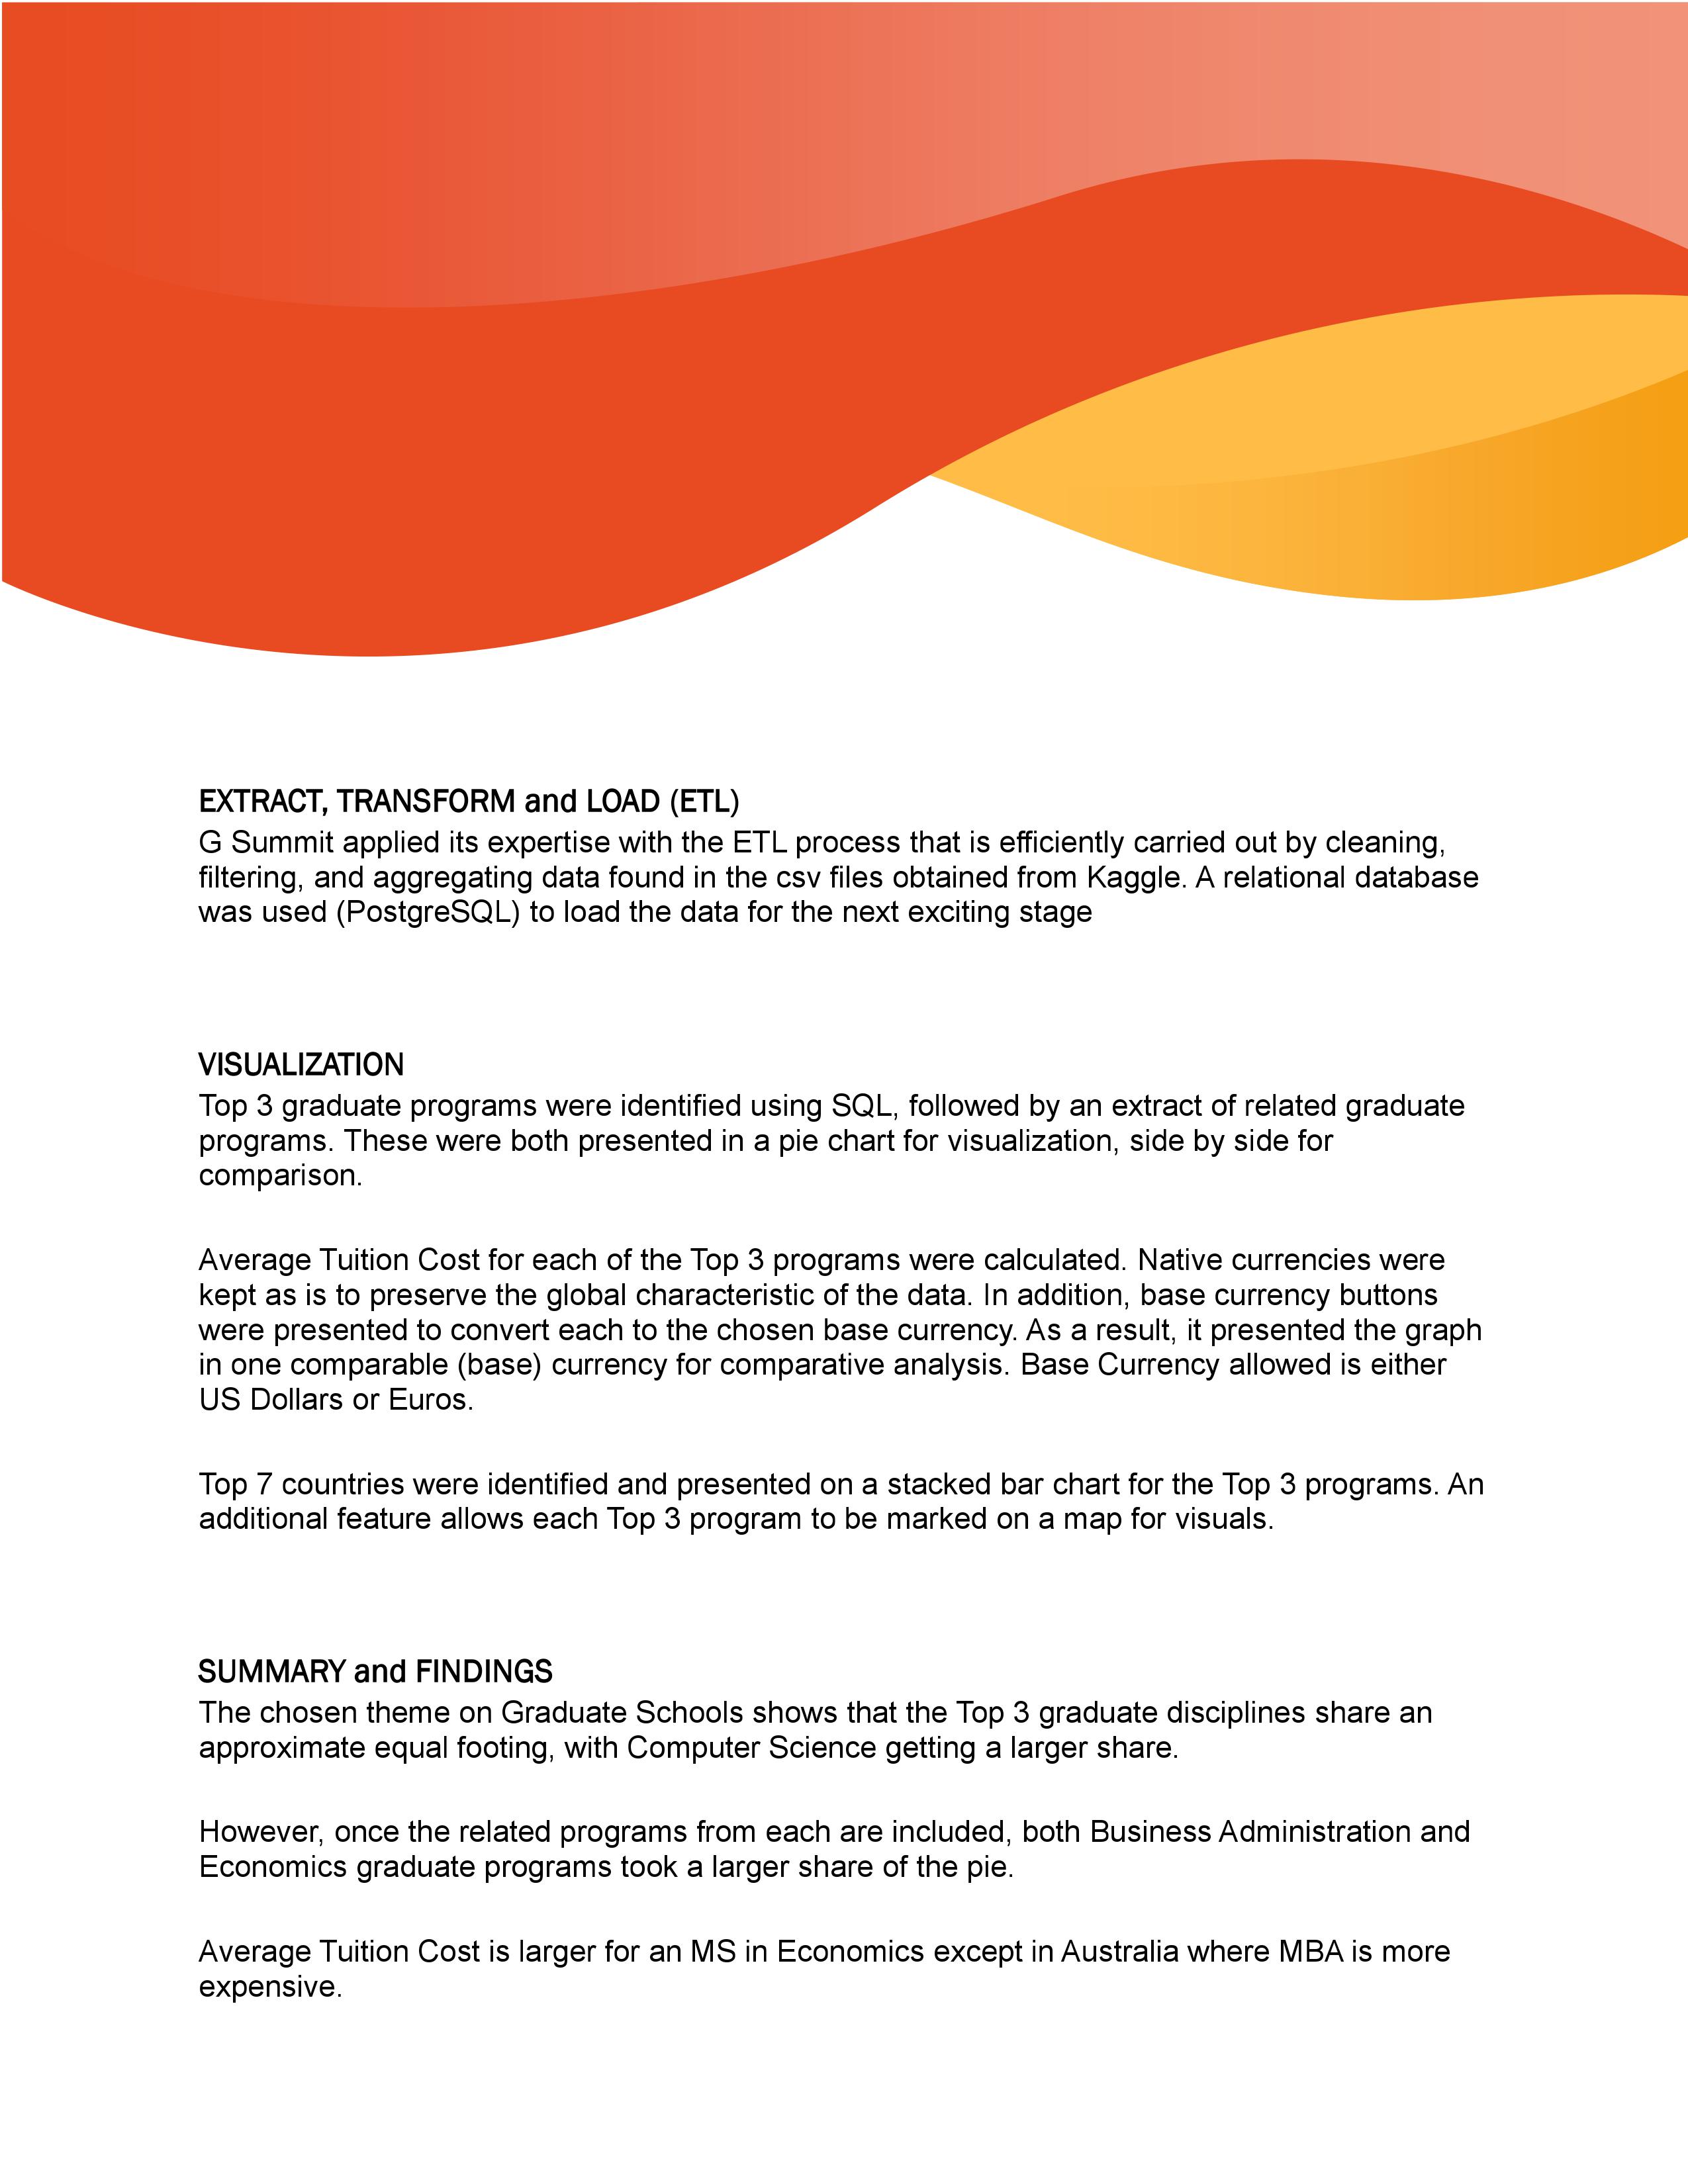 EXTRACT, TRANSFORM and LOAD (ETL)
G Summit applied its expertise with the ETL process that is efficiently carried out by cleaning,
filtering, and aggregating data found in the csv files obtained from Kaggle. A relational database
was used (PostgreSQL) to load the data for the next exciting stage
VISUALIZATION
Top 3 graduate programs were identified using SQL, followed by an extract of related graduate
programs. These were both presented in a pie chart for visualization, side by side for
comparison.
Average Tuition Cost for each of the Top 3 programs were calculated. Native currencies were
kept as is to preserve the global characteristic of the data. In addition, base currency buttons
were presented to convert each to the chosen base currency. As a result, it presented the graph
in one comparable (base) currency for comparative analysis. Base Currency allowed is either
US Dollars or Euros.
Top 7 countries were identified and presented on a stacked bar chart for the Top 3 programs. An
additional feature allows each Top 3 program to be marked on a map for visuals.
SUMMARY and FINDINGS
The chosen theme on Graduate Schools shows that the Top 3 graduate disciplines share an
approximate equal footing, with Computer Science getting a larger share.
However, once the related programs from each are included, both Business Administration and
Economics graduate programs took a larger share of the pie.
Average Tuition Cost is larger for an MS in Economics except in Australia where MBA is more
expensive.